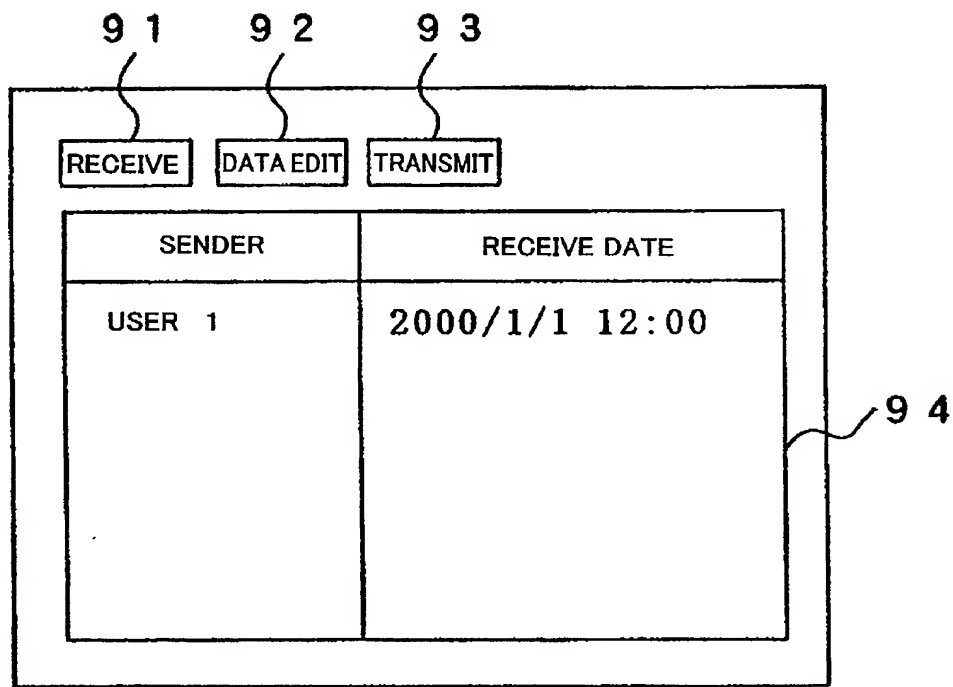 91 92 93
RECEIVE DATA EDIT TRANSMIT
SENDER RECEIVE DATE
USER 1 2000/1/1 12:00
94